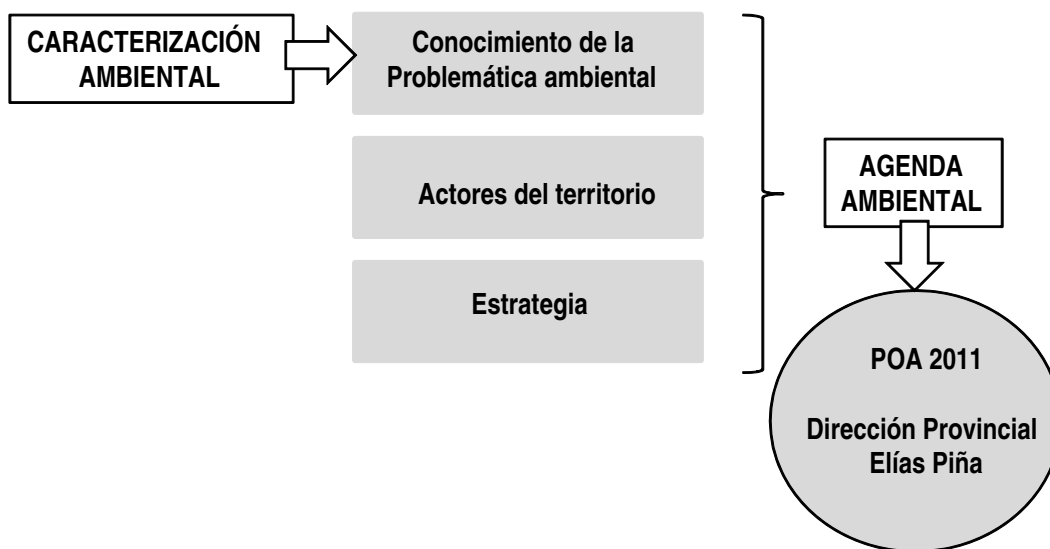 CARACTERIZACIÓN
AMBIENTAL
Conocimiento de la
Problemática ambiental
Actores del territorio
Estrategia
AGENDA
AMBIENTAL
POA 2011
Dirección Provincial
Elías Piña